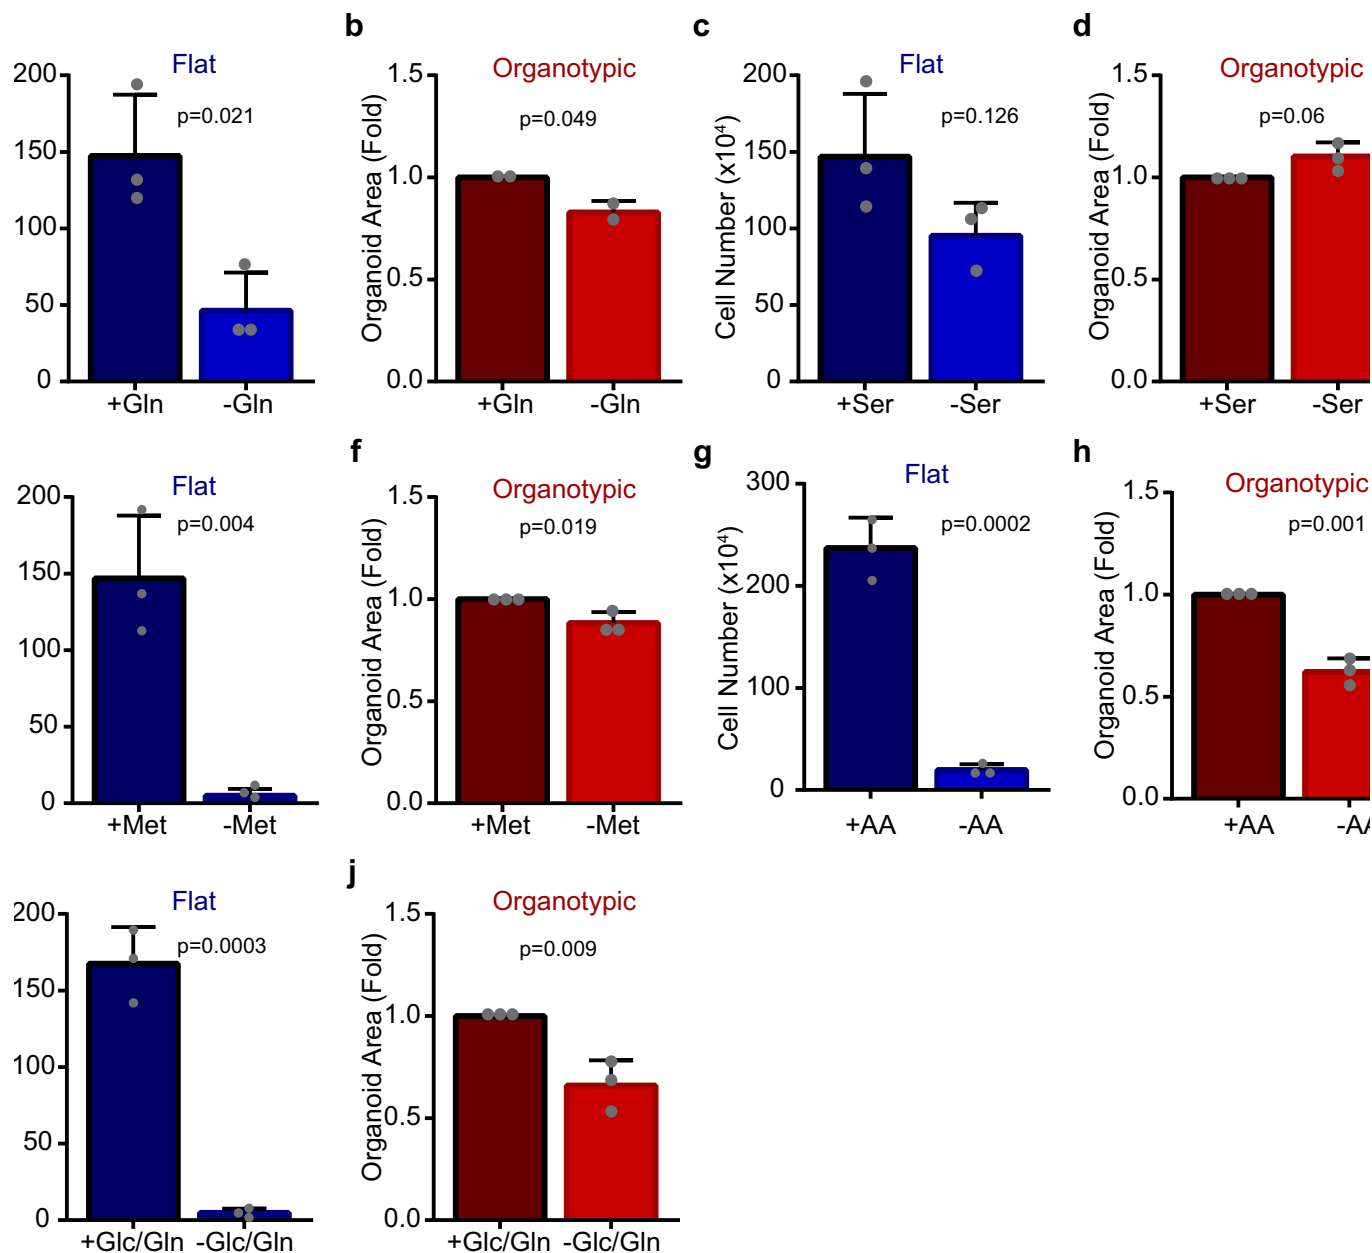 b
c
d
Flat
p=0.021
200
150
100
50
0
+Gln
-Gln
Organotypic
p=0.049
Organoid Area (Fold)
1.5
1.0
0.5
0.0
+Gln
-Gln
Flat
p=0.126
Cell Number (x10⁴)
200
150
100
50
0
+Ser
-Ser
Organotypic
p=0.06
Organoid Area (Fold)
1.5
1.0
0.5
0.0
+Ser
-Ser
f
g
h
Flat
p=0.004
200
150
100
50
0
+Met
-Met
Organotypic
p=0.019
Organoid Area (Fold)
1.5
1.0
0.5
0.0
+Met
-Met
Flat
p=0.0002
Cell Number (x10⁴)
300
200
100
0
+AA
-AA
Organotypic
p=0.001
Organoid Area (Fold)
1.5
1.0
0.5
0.0
+AA
-AA
j
Flat
p=0.0003
200
150
100
50
0
+Glc/Gln
-Glc/Gln
Organotypic
p=0.009
Organoid Area (Fold)
1.5
1.0
0.5
0.0
+Glc/Gln
-Glc/Gln